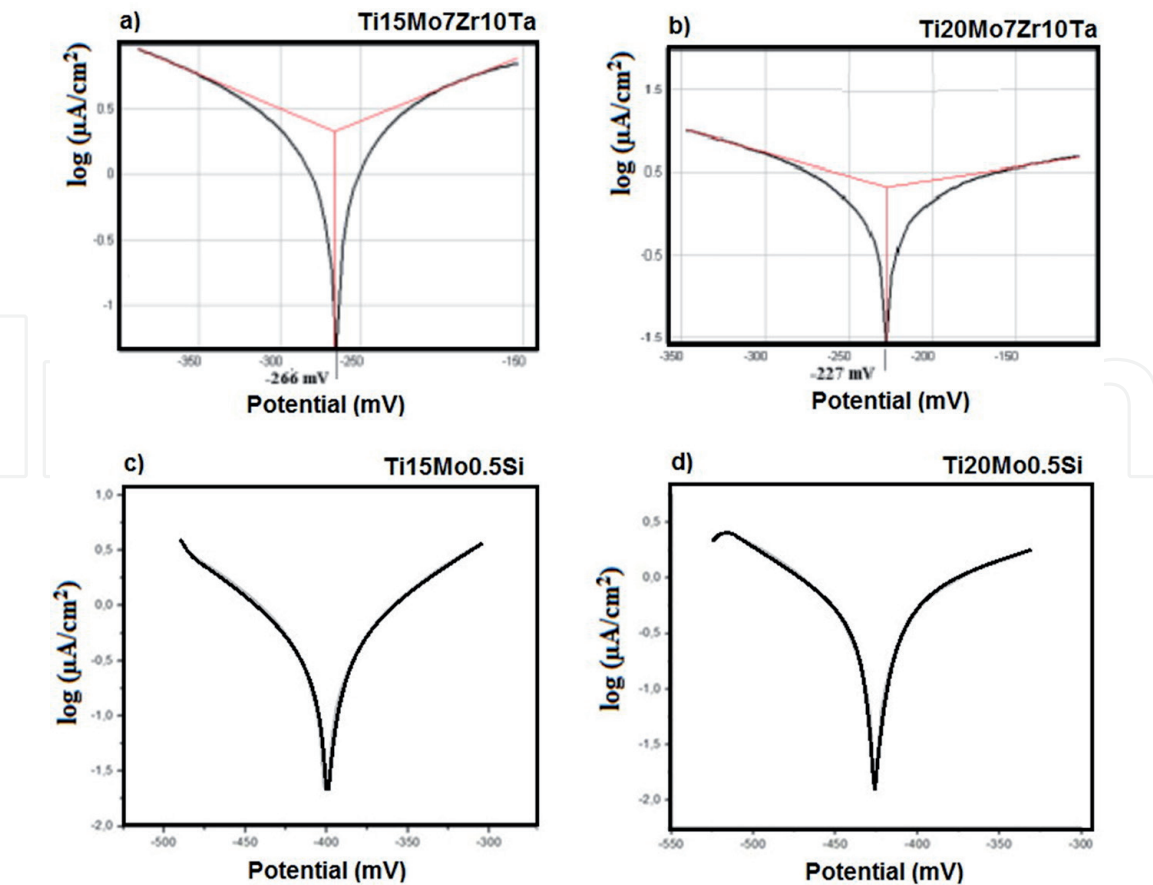 a) Ti15Mo7Zr10Ta
log (µA/cm²)
0.5
0
-0.5
-1
-350 -300 -250 -150
-266 mV
Potential (mV)
b) Ti20Mo7Zr10Ta
log (µA/cm²)
1.5
0.5
-0.5
-1.5
-350 -300 -250 -200 -150
-227 mV
Potential (mV)
c) Ti15Mo0.5Si
log (µA/cm²)
1,0
0,5
0,0
-0,5
-1,0
-1,5
-2,0
-500 -450 -400 -350 -300
Potential (mV)
d) Ti20Mo0.5Si
log (µA/cm²)
0,5
0,0
-0,5
-1,0
-1,5
-2,0
-550 -500 -450 -400 -350 -300
Potential (mV)